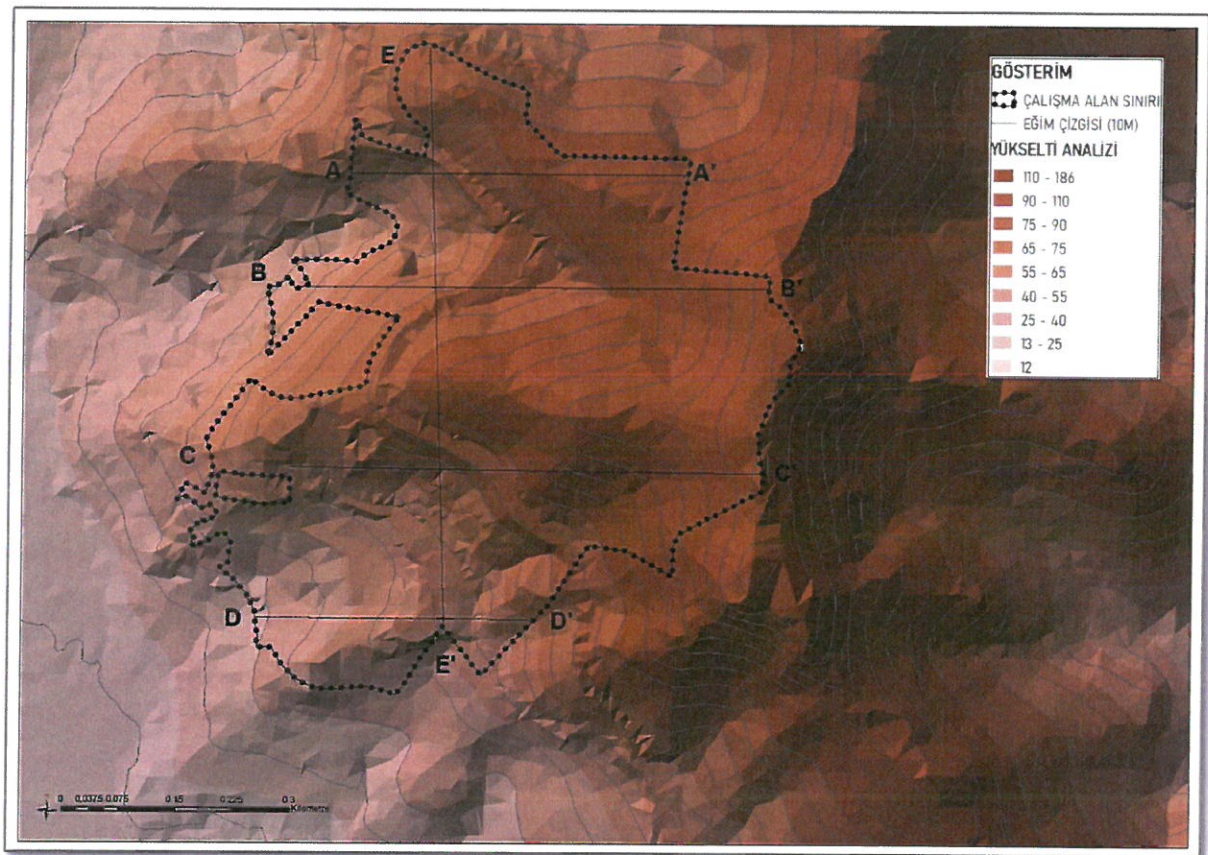 E
A
A'
B
B'
C
C'
D
D'
E'
GÖSTERİM
ÇALIŞMA ALAN SINIRI
EĞİM ÇİZGİSİ (10M)
YÜKSELTİ ANALİZİ
110 - 186
90 - 110
75 - 90
65 - 75
55 - 65
40 - 55
25 - 40
13 - 25
12
0 0,0375 0,075 0,15 0,225 0,3
Kilometre